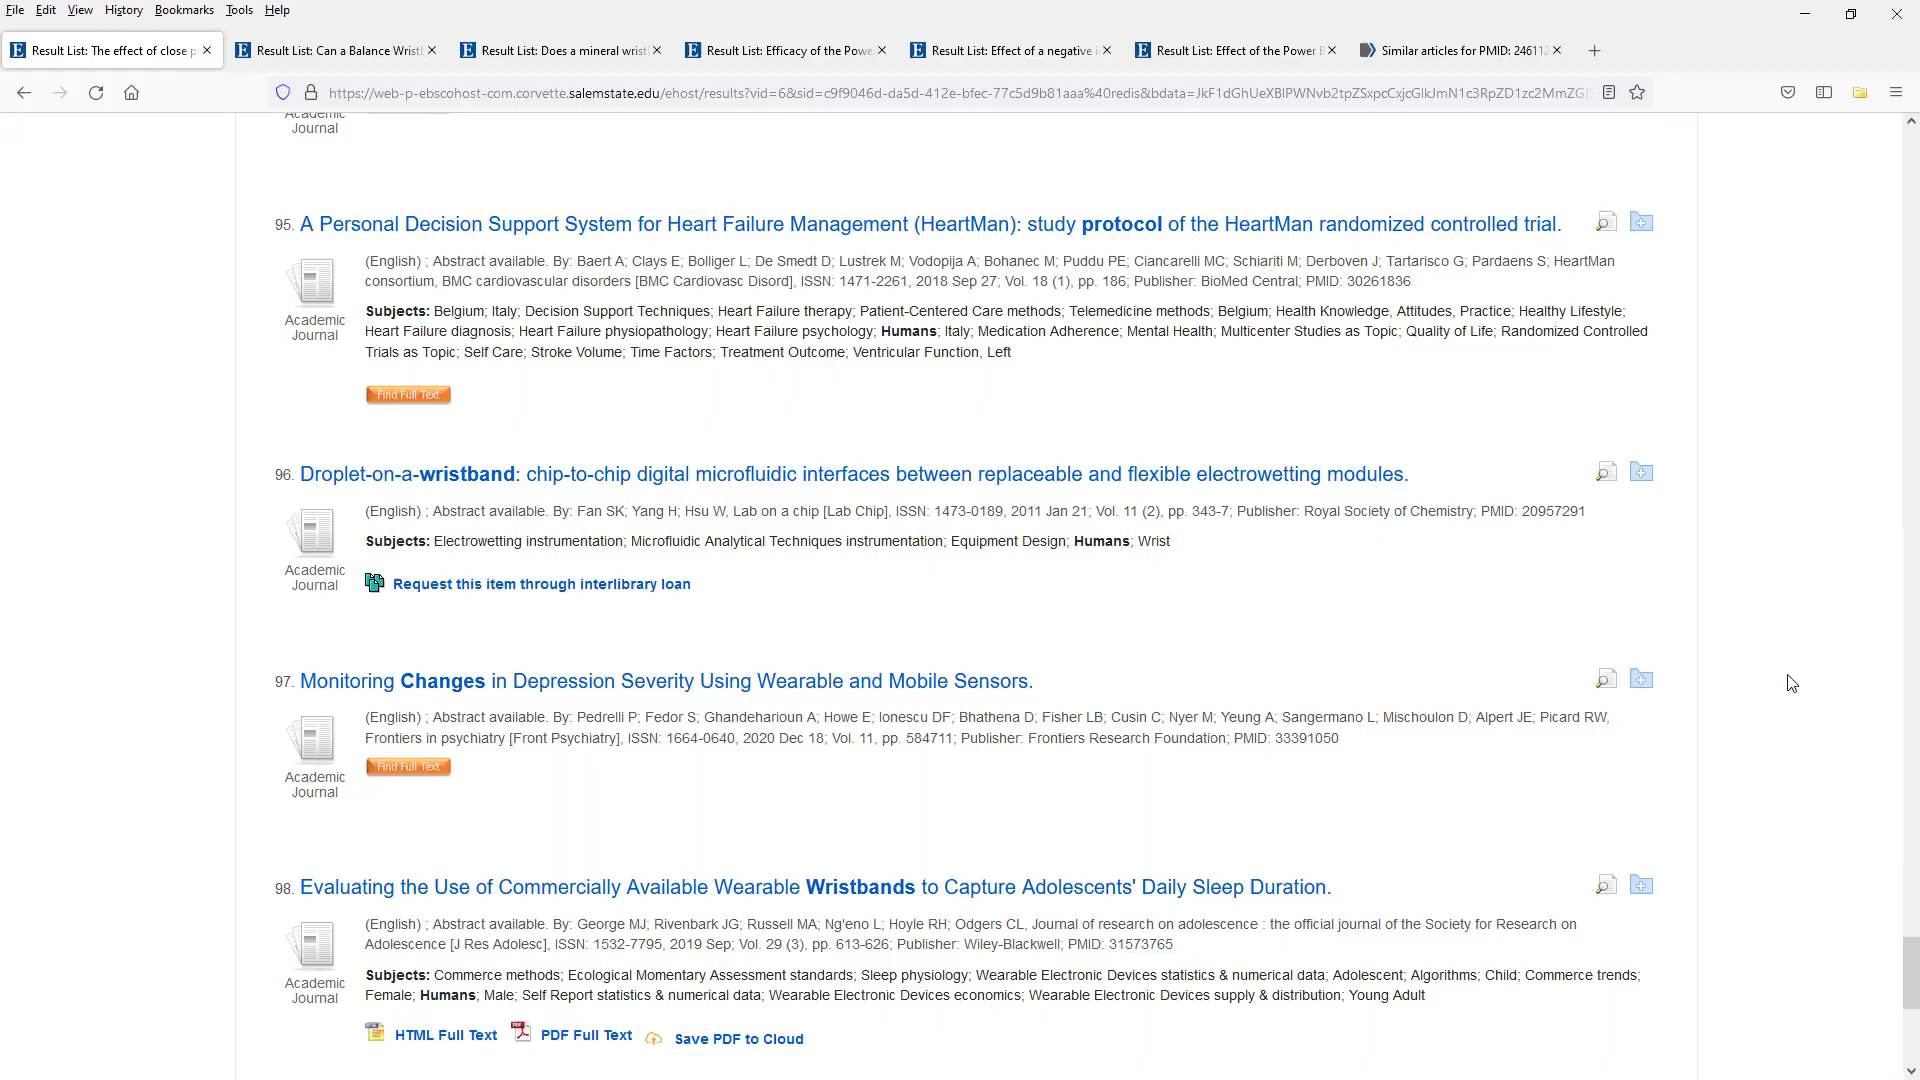 File Edit View History Bookmarks Tools Help
Result List: The effect of close p
Result List: Can a Balance Wrist
Result List: Does a mineral wrist
Result List: Efficacy of the Powe
Result List: Effect of a negative i
Result List: Effect of the Power B
Similar articles for PMID: 24611
https://web-p-ebscohost-com.corvette.salemstate.edu/ehost/results?vid=6&sid=c9f9046d-da5d-412e-bfec-77c5d9b81aaa%40redis&bdata=
Academic
Journal
95. A Personal Decision Support System for Heart Failure Management (HeartMan): study protocol of the HeartMan randomized controlled trial.
(English) ; Abstract available. By: Baert A; Clays E; Bolliger L; De Smedt D; Lustrek M; Vodopija A; Bohanec M; Puddu PE; Ciancarelli MC; Schiariti M; Derboven J; Tartarisco G; Pardaens S; HeartMan
consortium, BMC cardiovascular disorders [BMC Cardiovasc Disord], ISSN: 1471-2261, 2018 Sep 27; Vol. 18 (1), pp. 186; Publisher: BioMed Central; PMID: 30261836
Academic
Journal
Subjects: Belgium; Italy; Decision Support Techniques; Heart Failure therapy; Patient-Centered Care methods; Telemedicine methods; Belgium; Health Knowledge, Attitudes, Practice; Healthy Lifestyle;
Heart Failure diagnosis; Heart Failure physiopathology; Heart Failure psychology; Humans; Italy; Medication Adherence; Mental Health; Multicenter Studies as Topic; Quality of Life; Randomized Controlled
Trials as Topic; Self Care; Stroke Volume; Time Factors; Treatment Outcome; Ventricular Function, Left
Find Full Text
96. Droplet-on-a-wristband: chip-to-chip digital microfluidic interfaces between replaceable and flexible electrowetting modules.
(English) ; Abstract available. By: Fan SK; Yang H; Hsu W, Lab on a chip [Lab Chip], ISSN: 1473-0189, 2011 Jan 21; Vol. 11 (2), pp. 343-7; Publisher: Royal Society of Chemistry; PMID: 20957291
Subjects: Electrowetting instrumentation; Microfluidic Analytical Techniques instrumentation; Equipment Design; Humans; Wrist
Academic
Journal
Request this item through interlibrary loan
97. Monitoring Changes in Depression Severity Using Wearable and Mobile Sensors.
(English) ; Abstract available. By: Pedrelli P; Fedor S; Ghandeharioun A; Howe E; Ionescu DF; Bhathena D; Fisher LB; Cusin C; Nyer M; Yeung A; Sangermano L; Mischoulon D; Alpert JE; Picard RW,
Frontiers in psychiatry [Front Psychiatry], ISSN: 1664-0640, 2020 Dec 18; Vol. 11, pp. 584711; Publisher: Frontiers Research Foundation; PMID: 33391050
Find Full Text
Academic
Journal
98. Evaluating the Use of Commercially Available Wearable Wristbands to Capture Adolescents' Daily Sleep Duration.
(English) ; Abstract available. By: George MJ; Rivenbark JG; Russell MA; Ng'eno L; Hoyle RH; Odgers CL, Journal of research on adolescence : the official journal of the Society for Research on
Adolescence [J Res Adolesc], ISSN: 1532-7795, 2019 Sep; Vol. 29 (3), pp. 613-626; Publisher: Wiley-Blackwell; PMID: 31573765
Academic
Journal
Subjects: Commerce methods; Ecological Momentary Assessment standards; Sleep physiology; Wearable Electronic Devices statistics & numerical data; Adolescent; Algorithms; Child; Commerce trends;
Female; Humans; Male; Self Report statistics & numerical data; Wearable Electronic Devices economics; Wearable Electronic Devices supply & distribution; Young Adult
HTML Full Text PDF Full Text Save PDF to Cloud